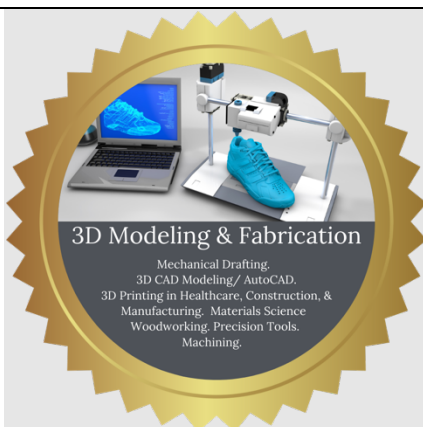 3D Modeling & Fabrication
Mechanical Drafting.
3D CAD Modeling/ AutoCAD.
3D Printing in Healthcare, Construction, &
Manufacturing. Materials Science
Woodworking. Precision Tools.
Machining.